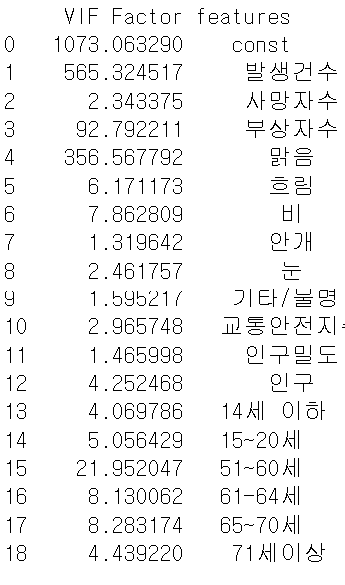 VIF Factor features
0 1073.063290 const
1 565.324517 발생건수
2 2.343375 사망자수
3 92.792211 부상자수
4 356.567792 맑음
5 6.171173 흐림
6 7.862809 비
7 1.319642 안개
8 2.461757 눈
9 1.595217 기타/불명
10 2.965748 교통안전지
11 1.465998 인구밀도
12 4.252468 인구
13 4.069786 14세 이하
14 5.056429 15~20세
15 21.952047 51~60세
16 8.130062 61-64세
17 8.283174 65~70세
18 4.439220 71세이상